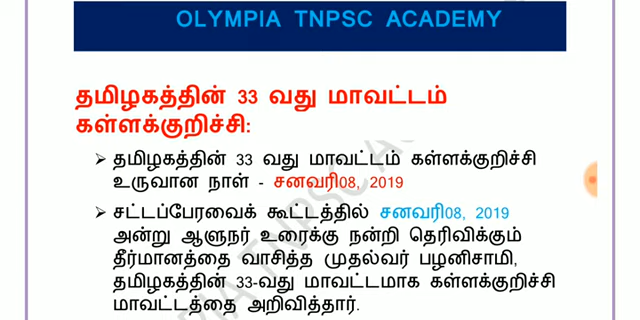 OLYMPIA TNPSC ACADEMY
தமிழகத்தின் 33 வது மாவட்டம்
கள்ளக்குறிச்சி:
➢ தமிழகத்தின் 33 வது மாவட்டம் கள்ளக்குறிச்சி
உருவான நாள் - சனவரி08, 2019
➢ சட்டப்பேரவைக் கூட்டத்தில் சனவரி08, 2019
அன்று ஆளுநர் உரைக்கு நன்றி தெரிவிக்கும்
தீர்மானத்தை வாசித்த முதல்வர் பழனிசாமி,
தமிழகத்தின் 33-வது மாவட்டமாக கள்ளக்குறிச்சி
மாவட்டத்தை அறிவித்தார்.